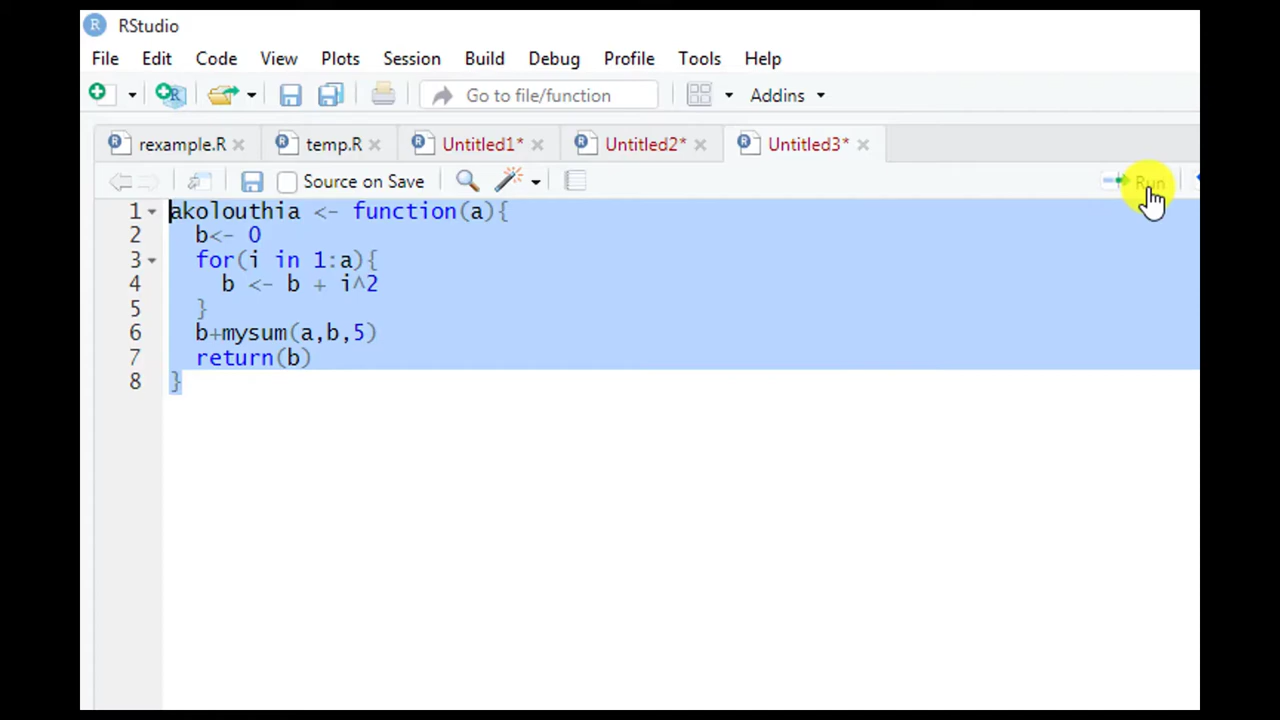 RStudio
File Edit Code View Plots Session Build Debug Profile Tools Help
Go to file/function Addins
rexample.R temp.R Untitled1* Untitled2* Untitled3*
Source on Save Run
1 akolouthia <- function(a){
2 b<- 0
3 for(i in 1:a){
4 b <- b + i^2
5 }
6 b+mysum(a,b,5)
7 return(b)
8 }